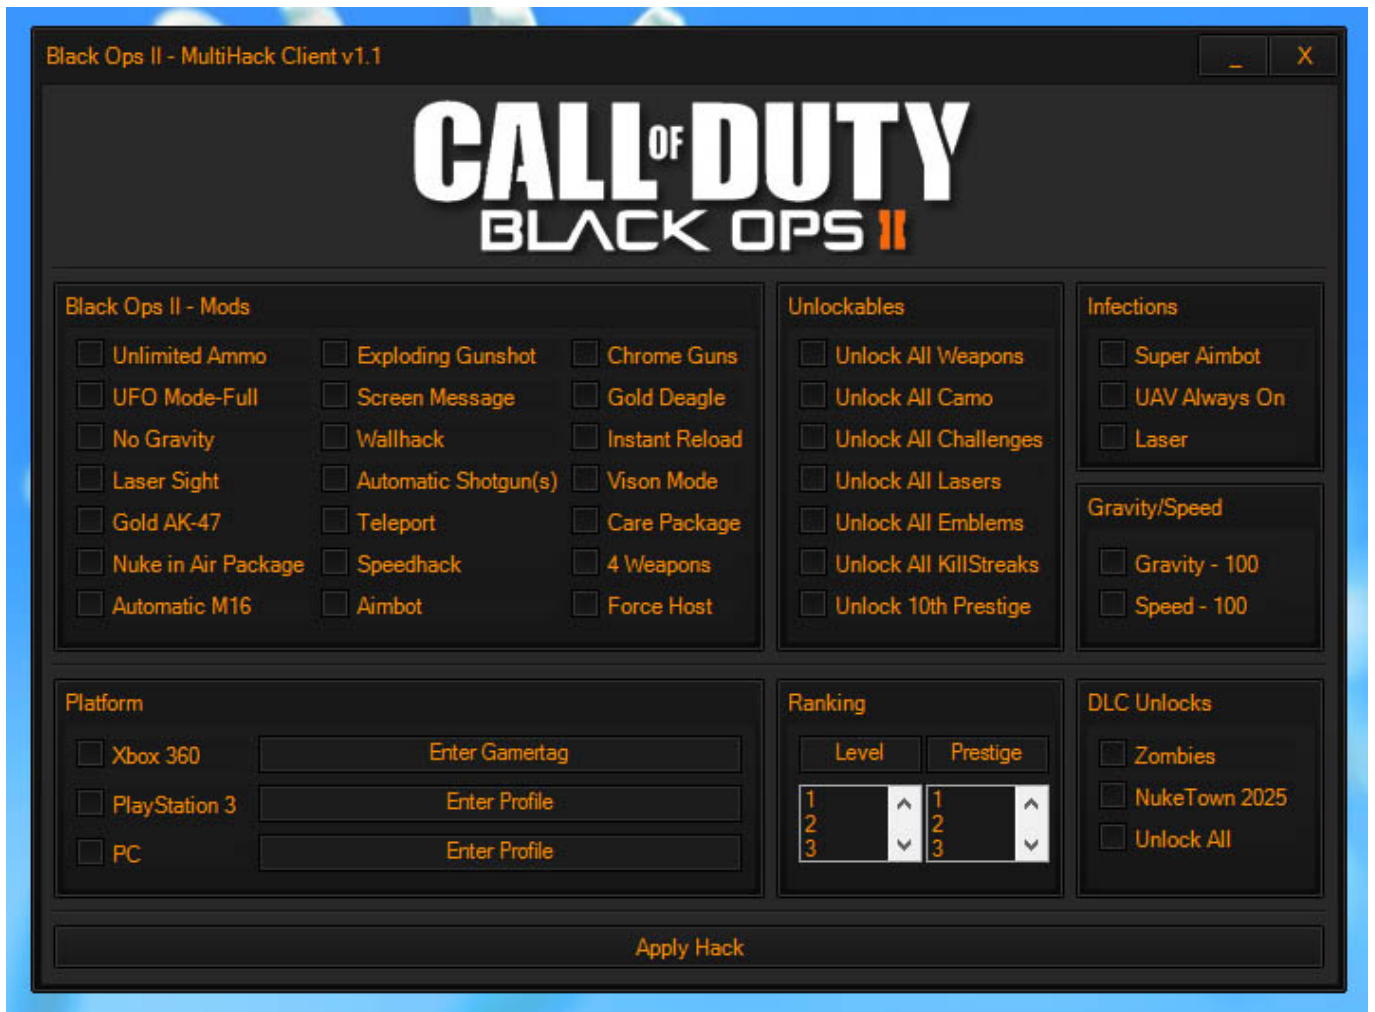 Black Ops II - MultiHack Client v1.1
_ X
CALL OF DUTY
BLACK OPS II
Black Ops II - Mods
Unlimited Ammo
UFO Mode-Full
No Gravity
Laser Sight
Gold AK-47
Nuke in Air Package
Automatic M16
Exploding Gunshot
Screen Message
Wallhack
Automatic Shotgun(s)
Teleport
Speedhack
Aimbot
Chrome Guns
Gold Deagle
Instant Reload
Vison Mode
Care Package
4 Weapons
Force Host
Unlockables
Unlock All Weapons
Unlock All Camo
Unlock All Challenges
Unlock All Lasers
Unlock All Emblems
Unlock All KillStreaks
Unlock 10th Prestige
Infections
Super Aimbot
UAV Always On
Laser
Gravity/Speed
Gravity - 100
Speed - 100
Platform
Xbox 360
Enter Gamertag
PlayStation 3
Enter Profile
PC
Enter Profile
Ranking
Level
1
2
3
Prestige
1
2
3
DLC Unlocks
Zombies
NukeTown 2025
Unlock All
Apply Hack